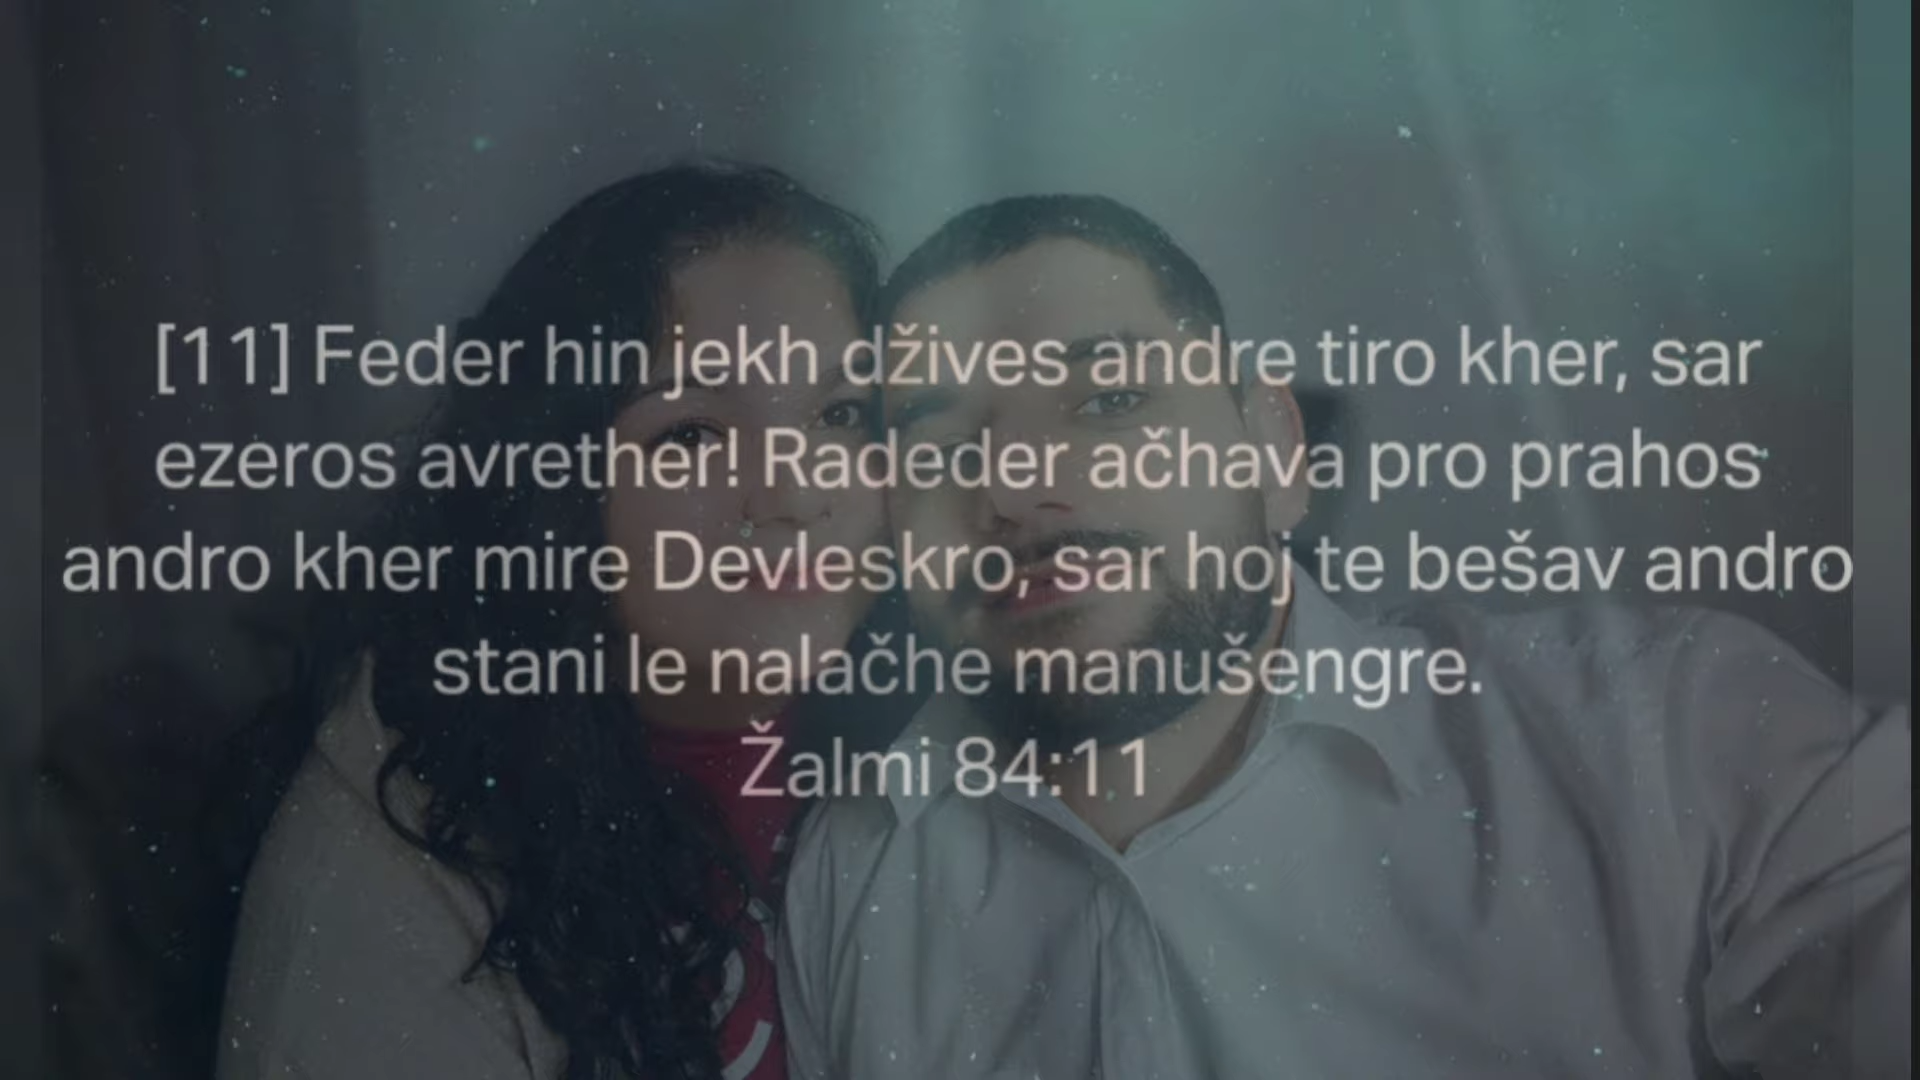 [11] Feder hin jekh džives andre tiro kher, sar
ezeros avrether! Radeder ačhava pro prahos
andro kher mire Devleskro, sar hoj te bešav andro
stani le nalačhe manušengre.
Žalmi 84:11